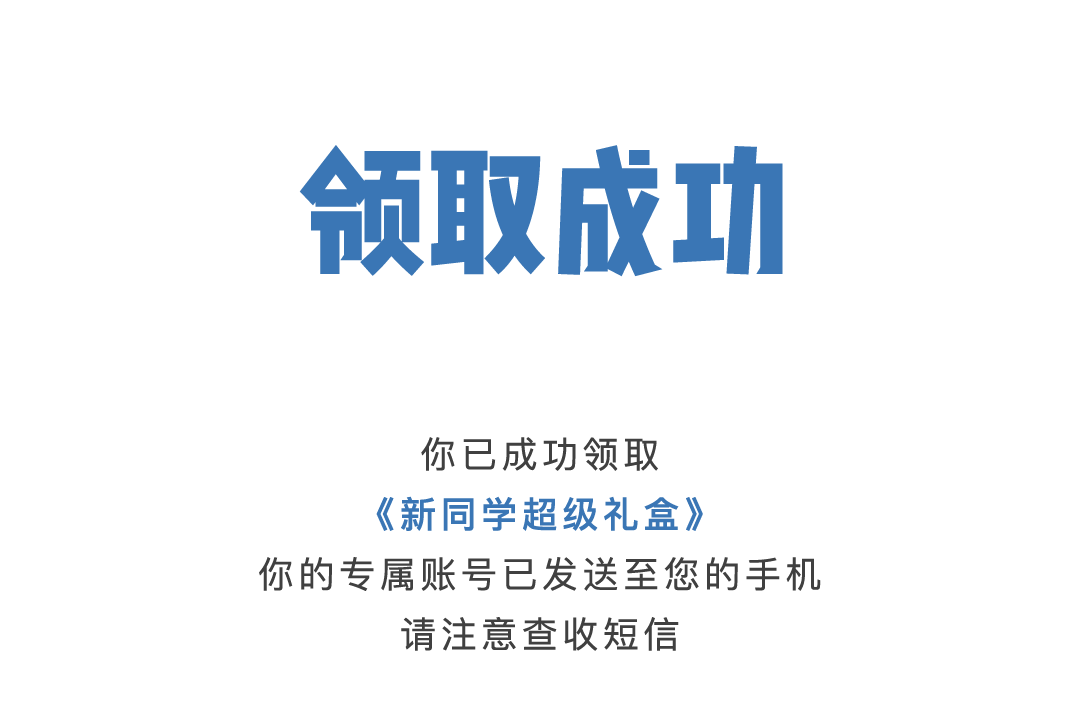 领取成功
你已成功领取
《新同学超级礼盒》
你的专属账号已发送至您的手机
请注意查收短信